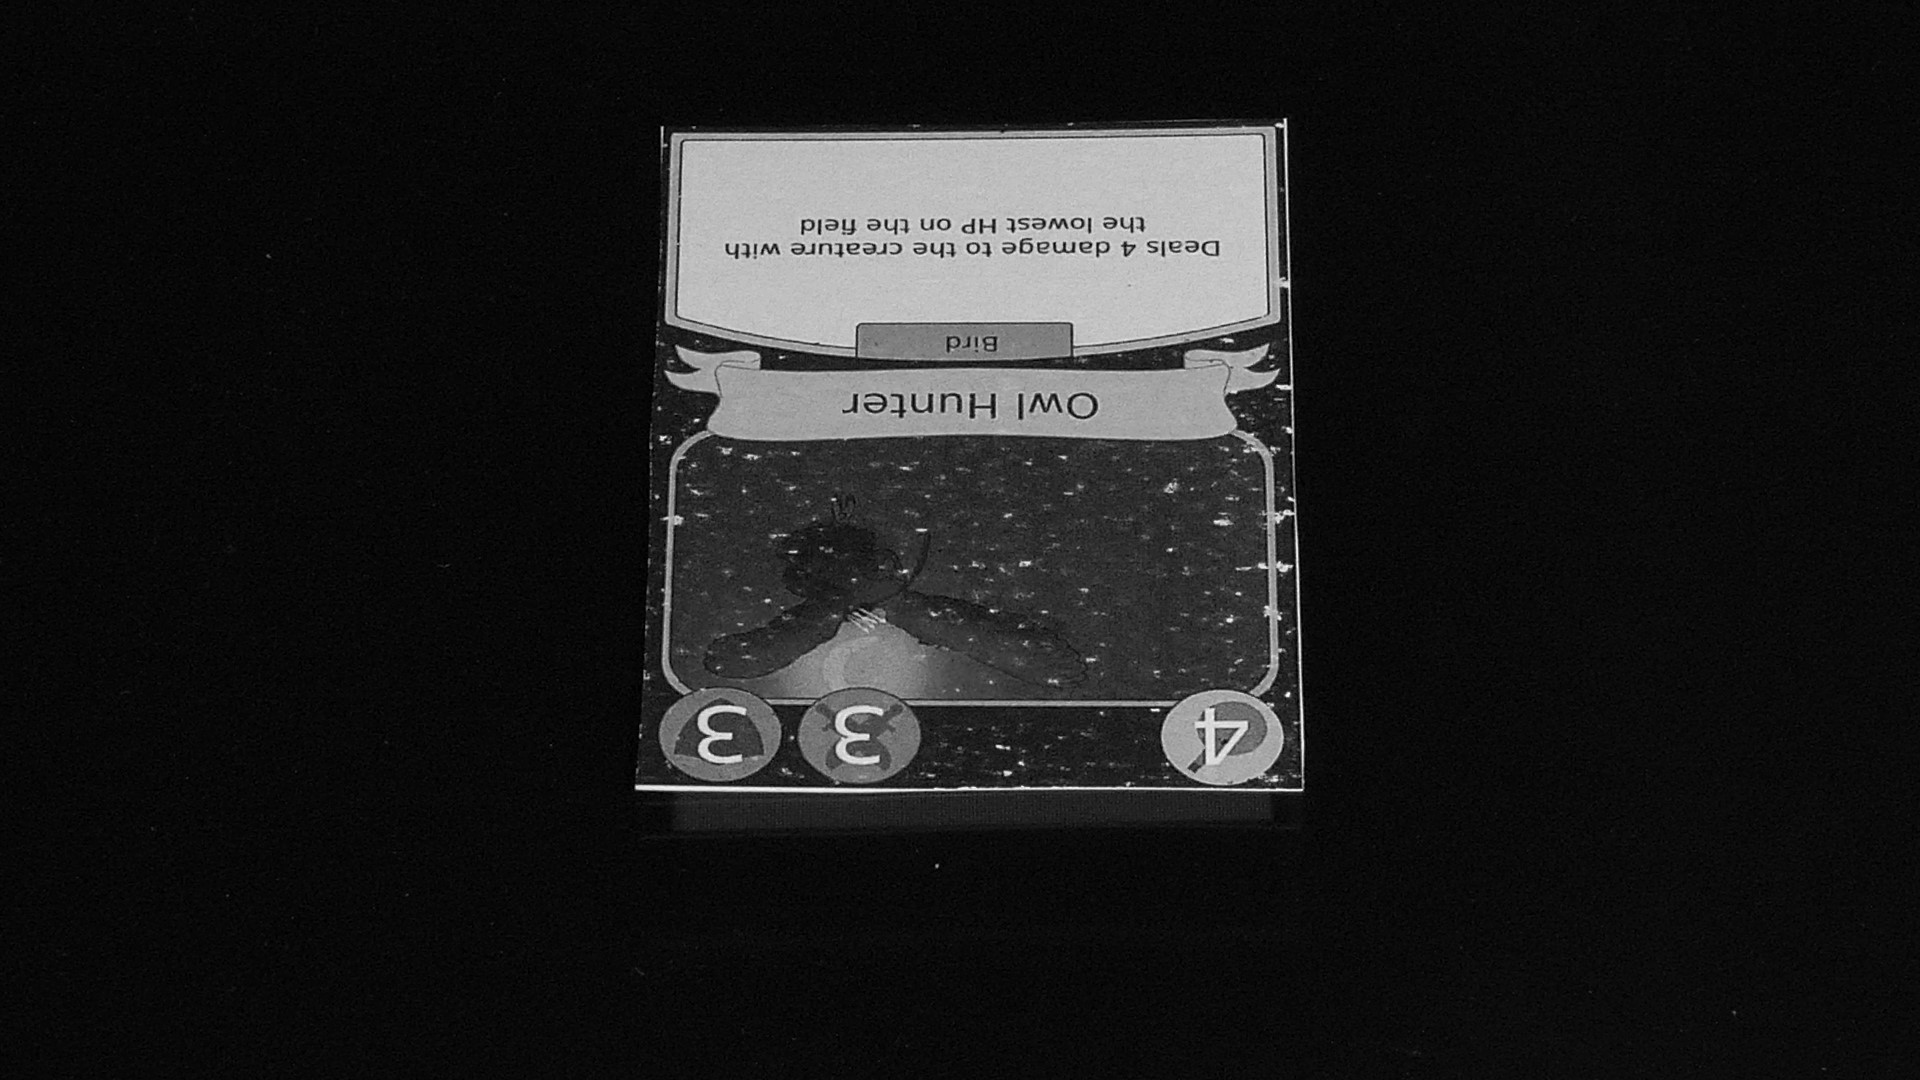 4 3 3
Owl Hunter
Bird
Deals 4 damage to the creature with
the lowest HP on the field